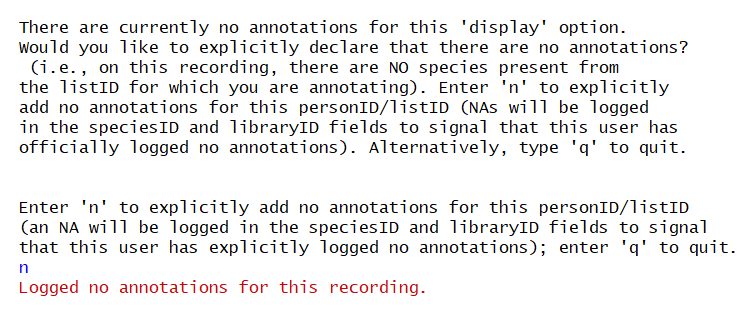 There are currently no annotations for this 'display' option.
Would you like to explicitly declare that there are no annotations?
(i.e., on this recording, there are NO species present from
the listID for which you are annotating). Enter 'n' to explicitly
add no annotations for this personID/listID (NAs will be logged
in the speciesID and libraryID fields to signal that this user has
officially logged no annotations). Alternatively, type 'q' to quit.
Enter 'n' to explicitly add no annotations for this personID/listID
(an NA will be logged in the speciesID and libraryID fields to signal
that this user has explicitly logged no annotations); enter 'q' to quit.
n
Logged no annotations for this recording.